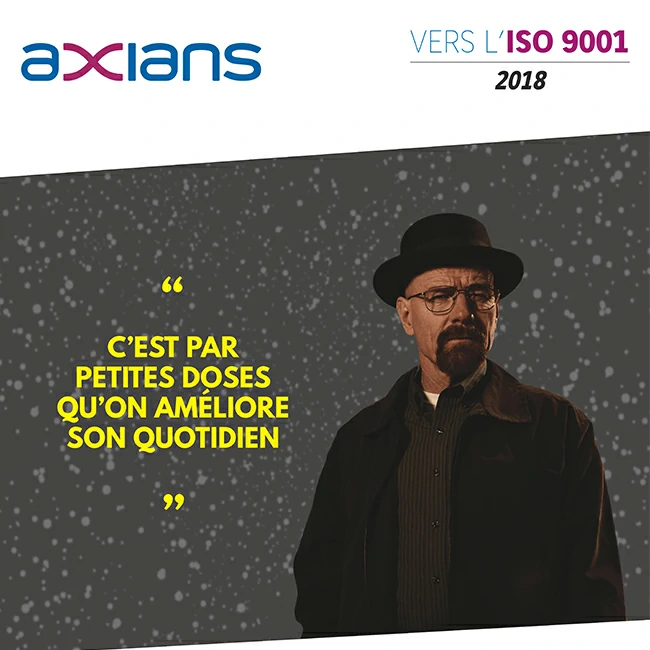 axians
VERS L’ISO 9001
2018
“
C’EST PAR
PETITES DOSES
QU’ON AMÉLIORE
SON QUOTIDIEN
”